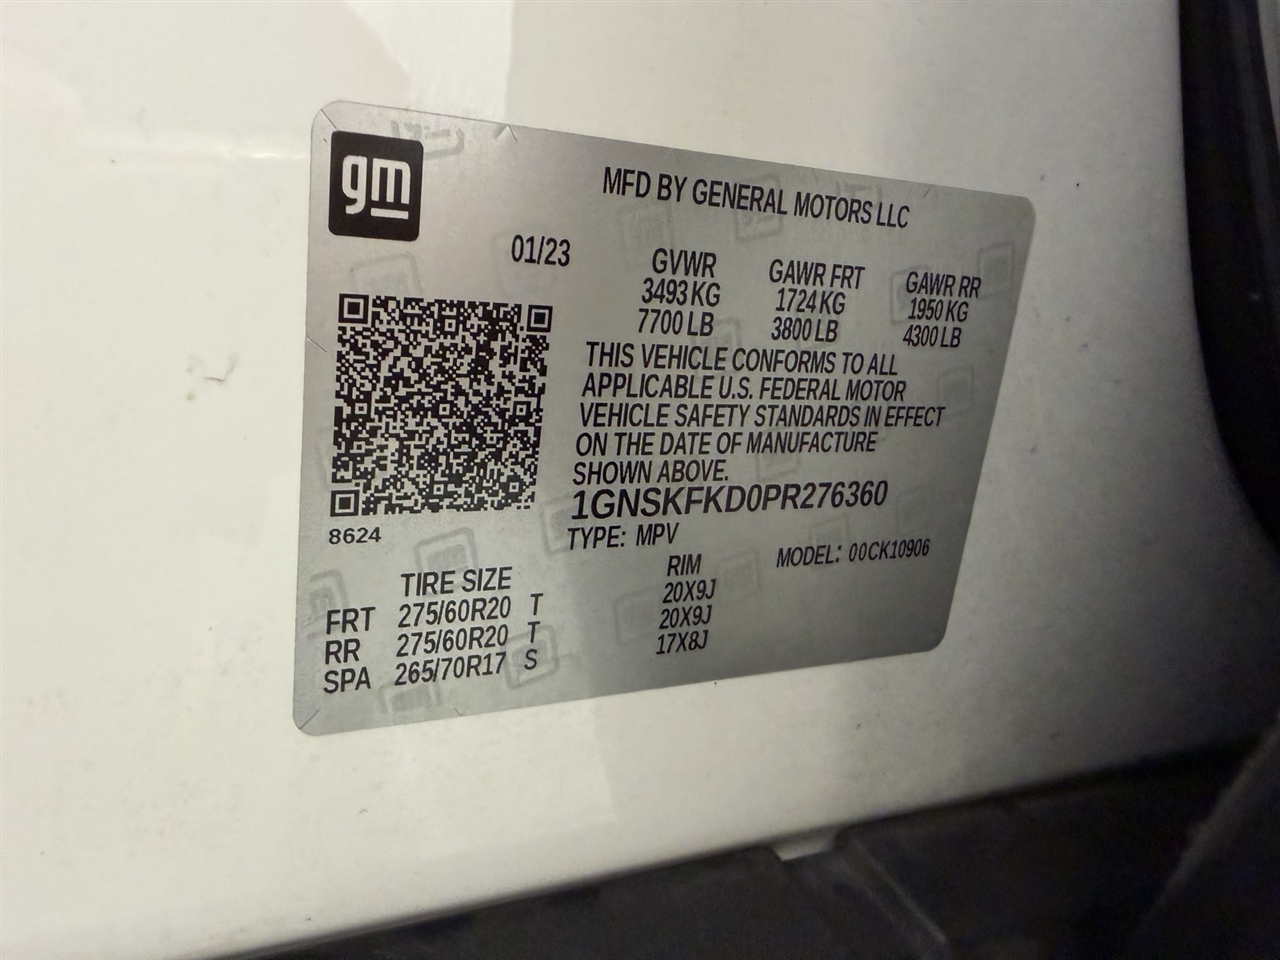 gm
MFD BY GENERAL MOTORS LLC
01/23
GVWR GAWR FRT GAWR RR
3493 KG 1724 KG 1950 KG
7700 LB 3800 LB 4300 LB
THIS VEHICLE CONFORMS TO ALL
APPLICABLE U.S. FEDERAL MOTOR
VEHICLE SAFETY STANDARDS IN EFFECT
ON THE DATE OF MANUFACTURE
SHOWN ABOVE.
1GNSKFKD0PR276360
8624
TYPE: MPV MODEL: 00CK10906
TIRE SIZE RIM
FRT 275/60R20 T 20X9J
RR 275/60R20 T 20X9J
SPA 265/70R17 S 17X8J